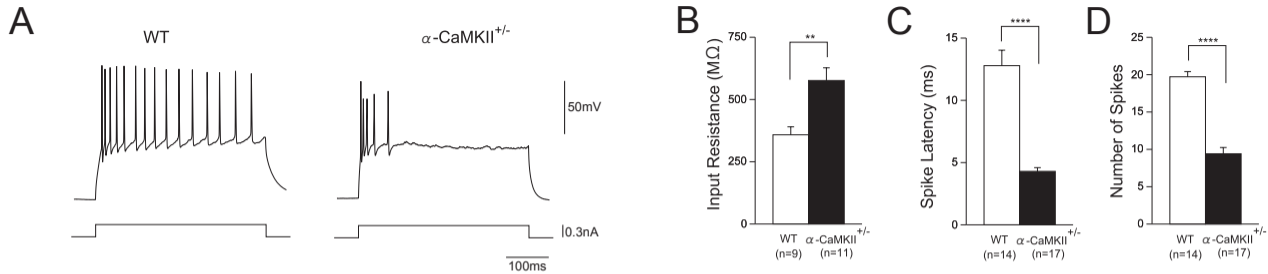 A
WT
α-CaMKII+/-
50mV
0.3nA
100ms
B
**
Input Resistance (MΩ)
750
500
250
0
WT
(n=9)
α-CaMKII+/-
(n=11)
C
****
Spike Latency (ms)
15
10
5
0
WT
(n=14)
α-CaMKII+/-
(n=17)
D
****
Number of Spikes
25
20
15
10
5
0
WT
(n=14)
α-CaMKII+/-
(n=17)